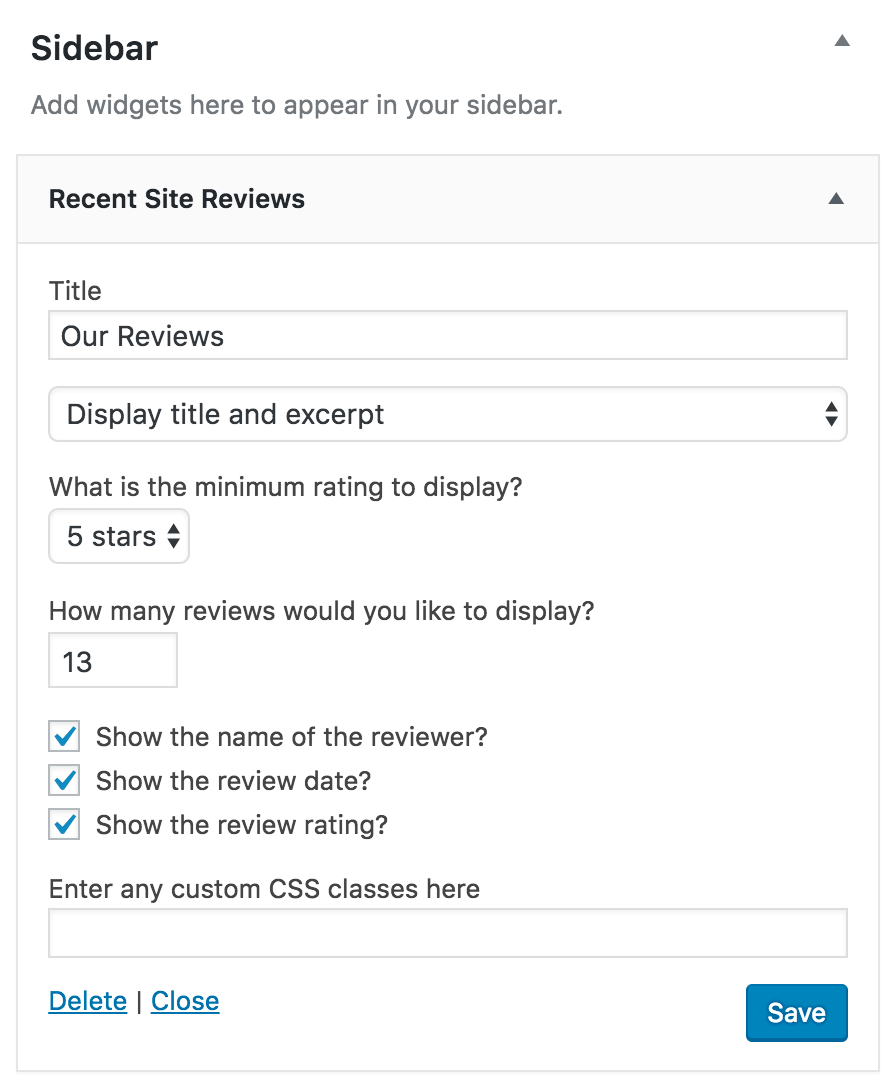 Sidebar
Add widgets here to appear in your sidebar.
Recent Site Reviews
Title
Our Reviews
Display title and excerpt
What is the minimum rating to display?
5 stars
How many reviews would you like to display?
13
Show the name of the reviewer?
Show the review date?
Show the review rating?
Enter any custom CSS classes here
Delete | Close
Save